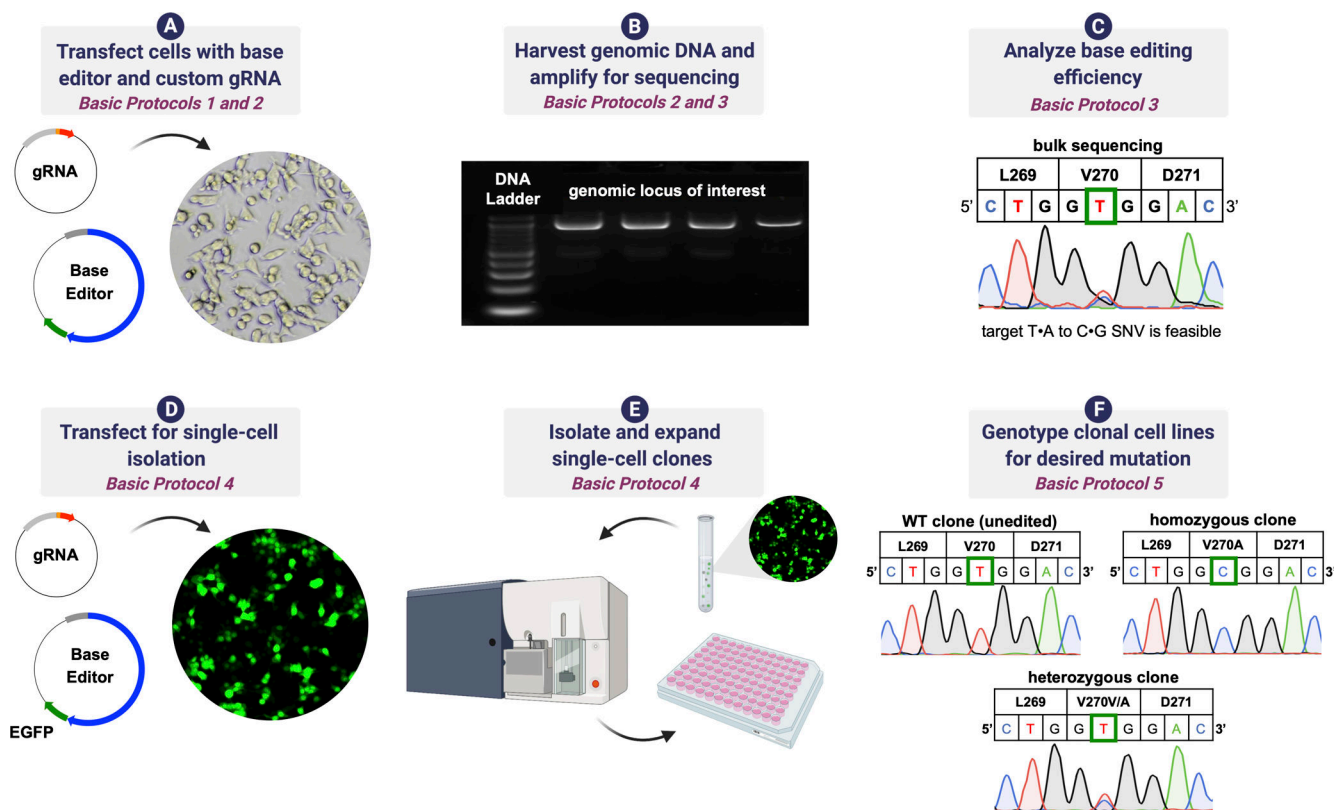 A
Transfect cells with base
editor and custom gRNA
Basic Protocols 1 and 2
gRNA
Base
Editor
B
Harvest genomic DNA and
amplify for sequencing
Basic Protocols 2 and 3
DNA
Ladder
genomic locus of interest
C
Analyze base editing
efficiency
Basic Protocol 3
bulk sequencing
L269 V270 D271
5' C T G G T G G A C 3'
target T•A to C•G SNV is feasible
D
Transfect for single-cell
isolation
Basic Protocol 4
gRNA
Base
Editor
EGFP
E
Isolate and expand
single-cell clones
Basic Protocol 4
F
Genotype clonal cell lines
for desired mutation
Basic Protocol 5
WT clone (unedited)
L269 V270 D271
5' C T G G T G G A C 3'
homozygous clone
L269 V270A D271
5' C T G G C G G A C 3'
heterozygous clone
L269 V270V/A D271
5' C T G G T G G A C 3'